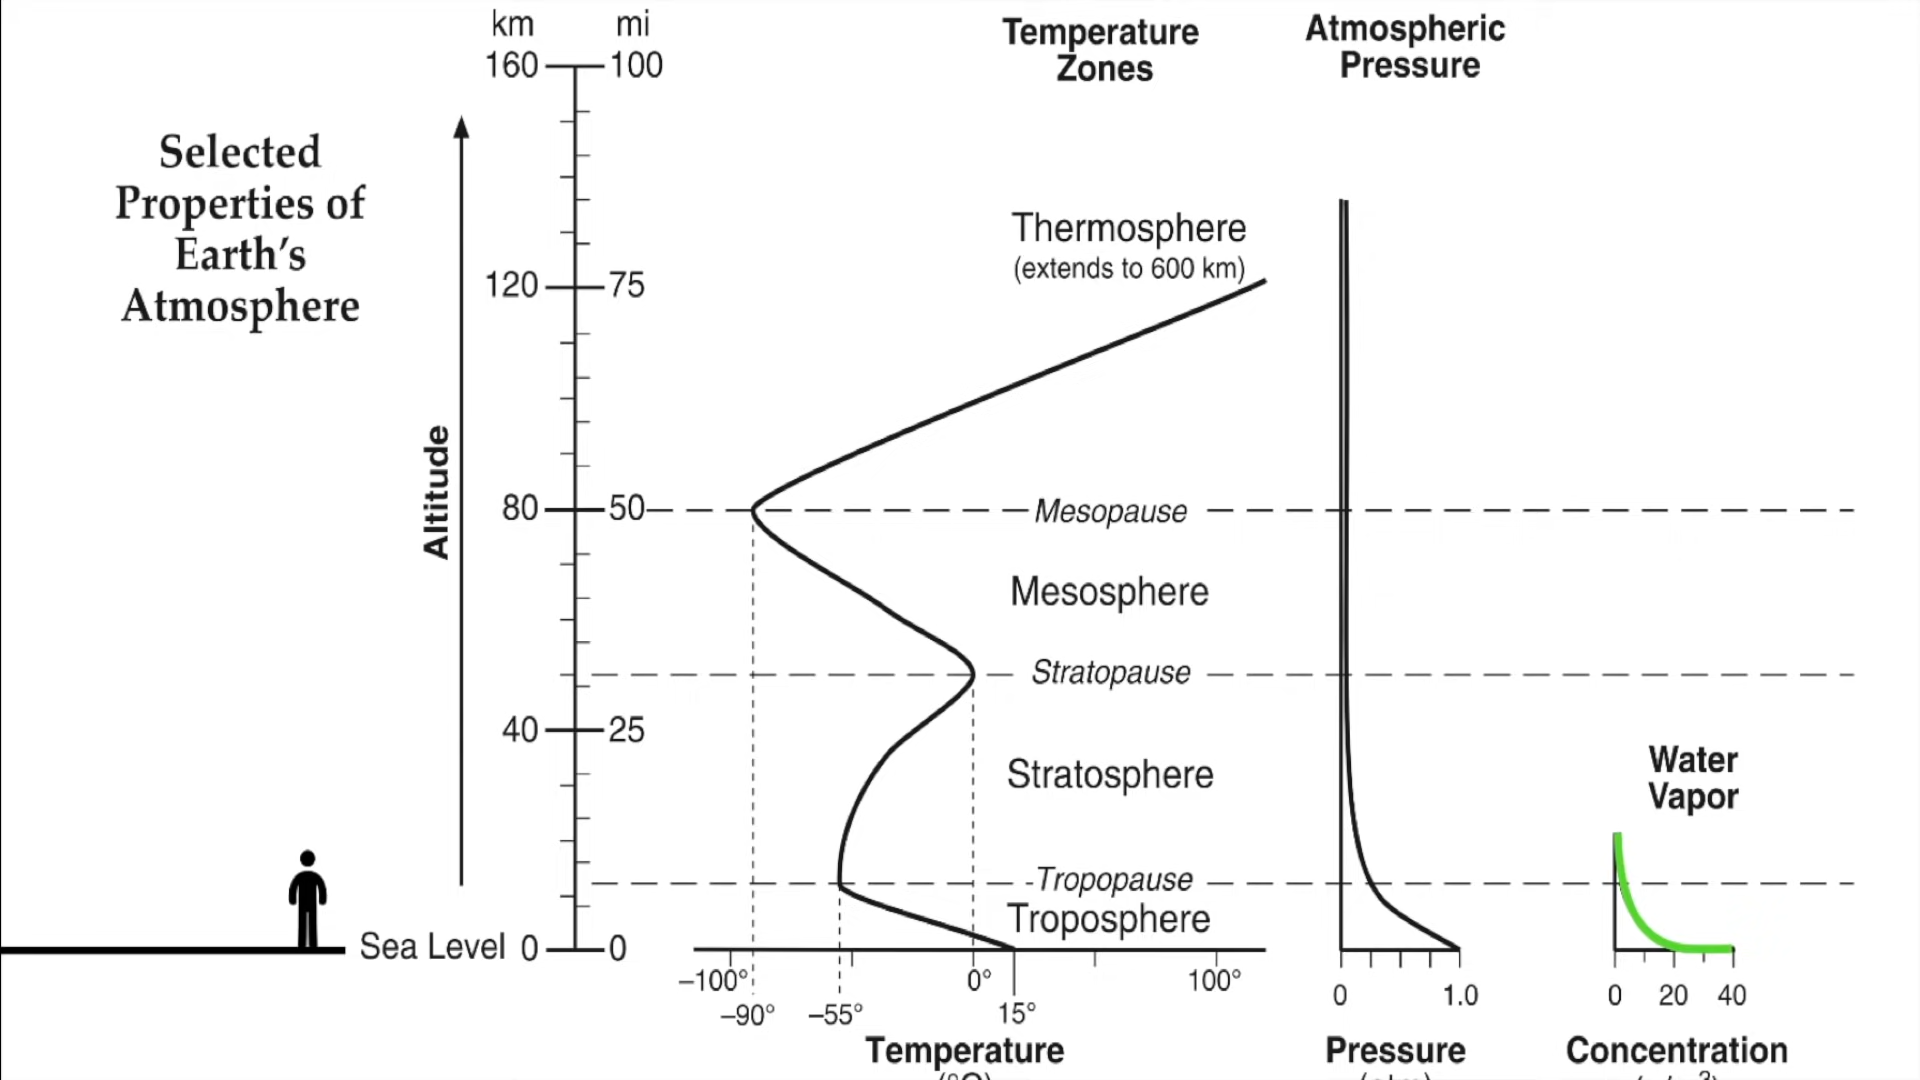 km
mi
Temperature
Zones
Atmospheric
Pressure
160
100
Selected
Properties of
Earth's
Atmosphere
Thermosphere
(extends to 600 km)
120
75
Altitude
80
50
Mesopause
Mesosphere
Stratopause
40
25
Stratosphere
Water
Vapor
Tropopause
Troposphere
Sea Level
0
0
–100°
0°
100°
–90°
–55°
15°
0
1.0
0
20
40
Temperature
Pressure
Concentration